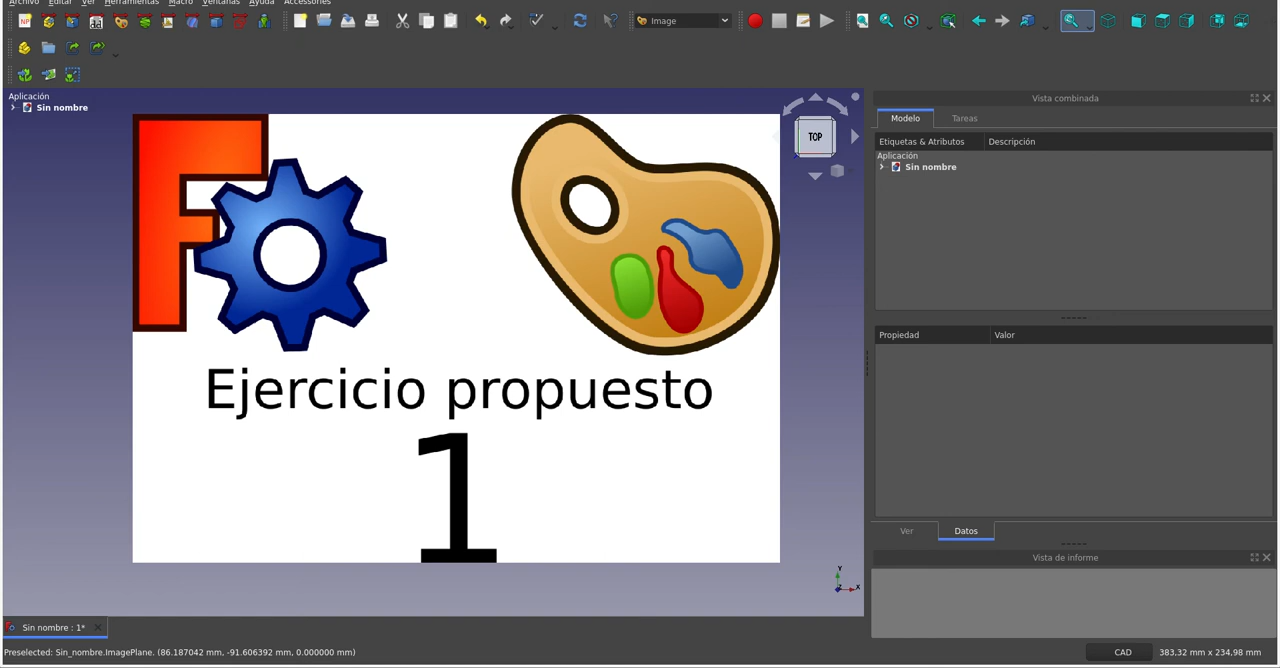 Archivo Editar Ver Herramientas Macro Ventanas Ayuda Accessories
Image
Aplicación
Sin nombre
TOP
Ejercicio propuesto
1
Y
X
Z
Vista combinada
Modelo Tareas
Etiquetas & Atributos Descripción
Aplicación
Sin nombre
Propiedad Valor
Ver Datos
Vista de informe
Sin nombre : 1*
Preselected: Sin_nombre.ImagePlane. (86.187042 mm, -91.606392 mm, 0.000000 mm)
CAD 383,32 mm x 234,98 mm